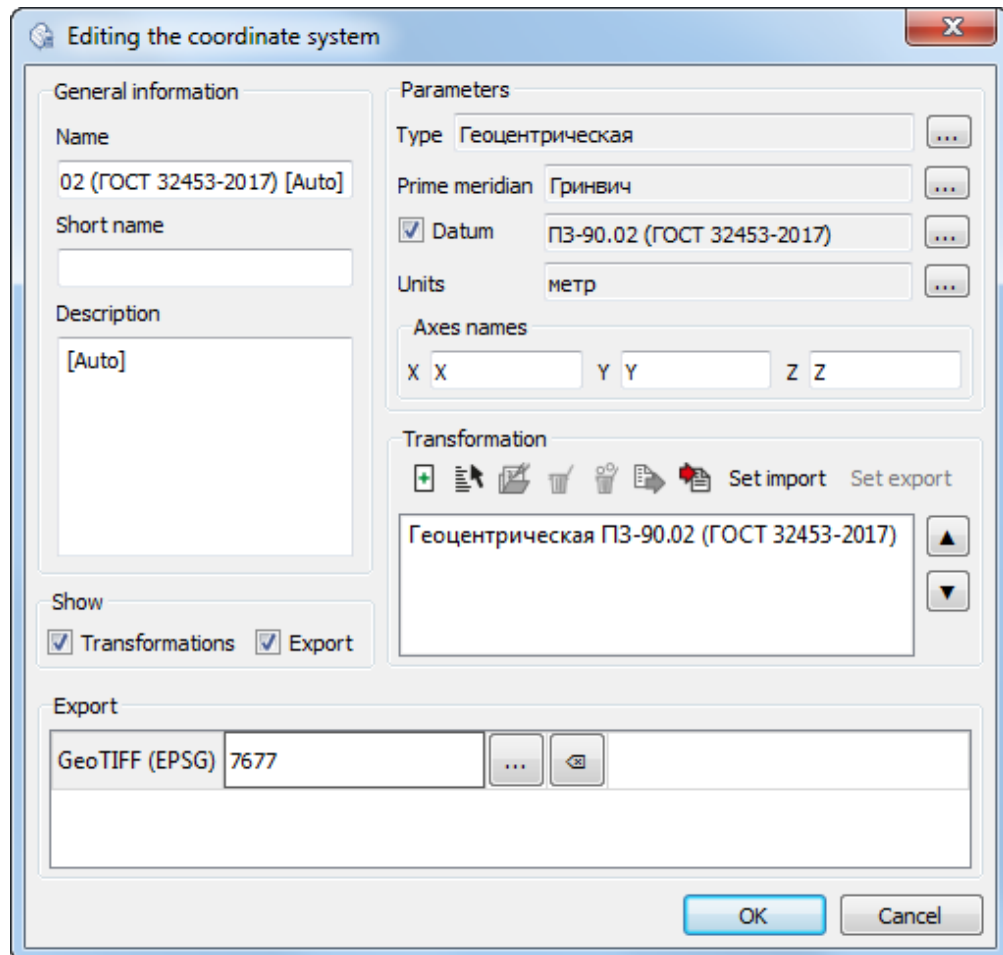 Editing the coordinate system
General information
Name
02 (ГОСТ 32453-2017) [Auto]
Short name
Description
[Auto]
Show
Transformations Export
Parameters
Type Геоцентрическая ...
Prime meridian Гринвич ...
Datum ПЗ-90.02 (ГОСТ 32453-2017) ...
Units метр ...
Axes names
X X Y Y Z Z
Transformation
Set import Set export
Геоцентрическая ПЗ-90.02 (ГОСТ 32453-2017)
Export
GeoTIFF (EPSG) 7677 ...
OK Cancel